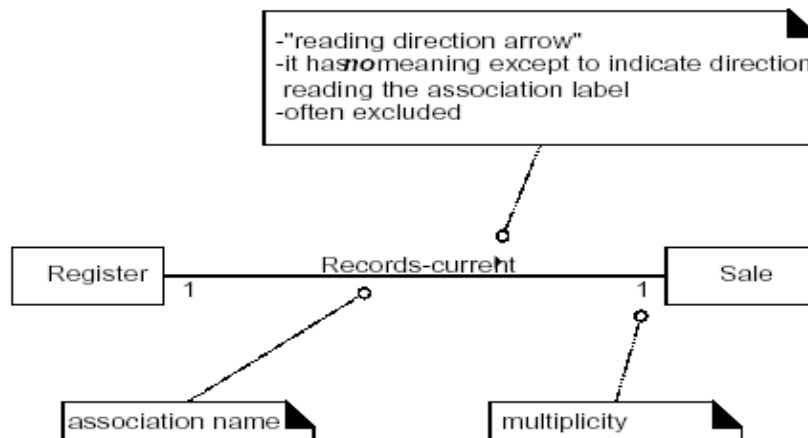 -"reading direction arrow"
-it has no meaning except to indicate direction
reading the association label
-often excluded
Register
Records-current
Sale
1
1
association name
multiplicity